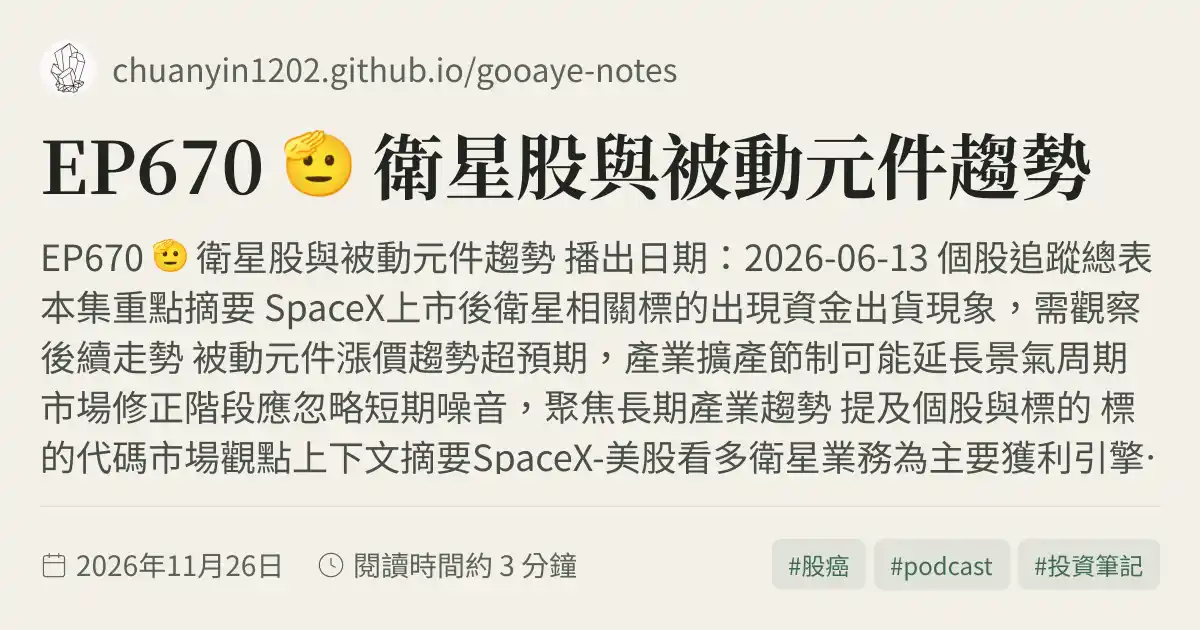 chuanyin1202.github.io/gooaye-notes
EP670 🫡 衛星股與被動元件趨勢
EP670 🫡 衛星股與被動元件趨勢 播出日期：2026-06-13 個股追蹤總表
本集重點摘要 SpaceX上市後衛星相關標的出現資金出貨現象，需觀察
後續走勢 被動元件漲價趨勢超預期，產業擴產節制可能延長景氣周期
市場修正階段應忽略短期噪音，聚焦長期產業趨勢 提及個股與標的 標
的代碼市場觀點上下文摘要SpaceX-美股看多衛星業務為主要獲利引擎·
2026年11月26日 閱讀時間約 3 分鐘 #股癌 #podcast #投資筆記